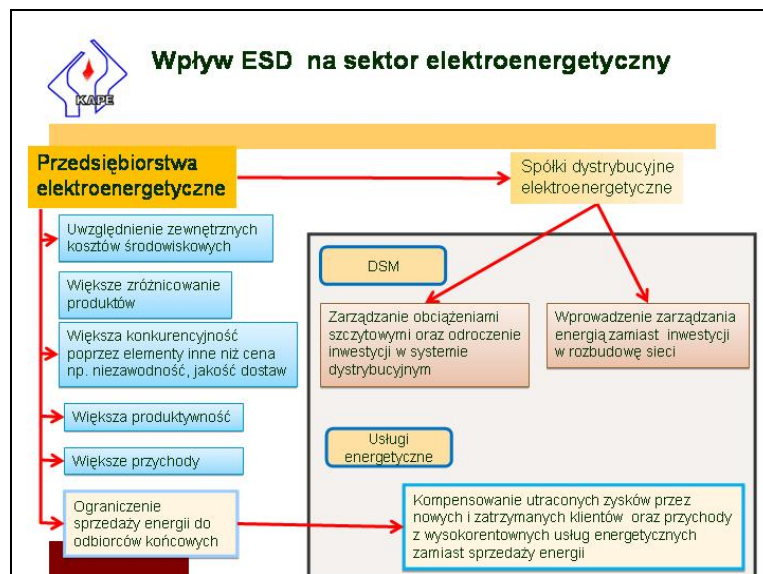 Wpływ ESD na sektor elektroenergetyczny
KAPE
Przedsiębiorstwa
elektroenergetyczne
Spółki dystrybucyjne
elektroenergetyczne
Uwzględnienie zewnętrznych
kosztów środowiskowych
Większe zróżnicowanie
produktów
Większa konkurencyjność
poprzez elementy inne niż cena
np. niezawodność, jakość dostaw
Większa produktywność
Większe przychody
Ograniczenie
sprzedaży energii do
odbiorców końcowych
DSM
Zarządzanie obciążeniami
szczytowymi oraz odroczenie
inwestycji w systemie
dystrybucyjnym
Wprowadzenie zarządzania
energią zamiast inwestycji
w rozbudowę sieci
Usługi
energetyczne
Kompensowanie utraconych zysków przez
nowych i zatrzymanych klientów oraz przychody
z wysokorentownych usług energetycznych
zamiast sprzedaży energii